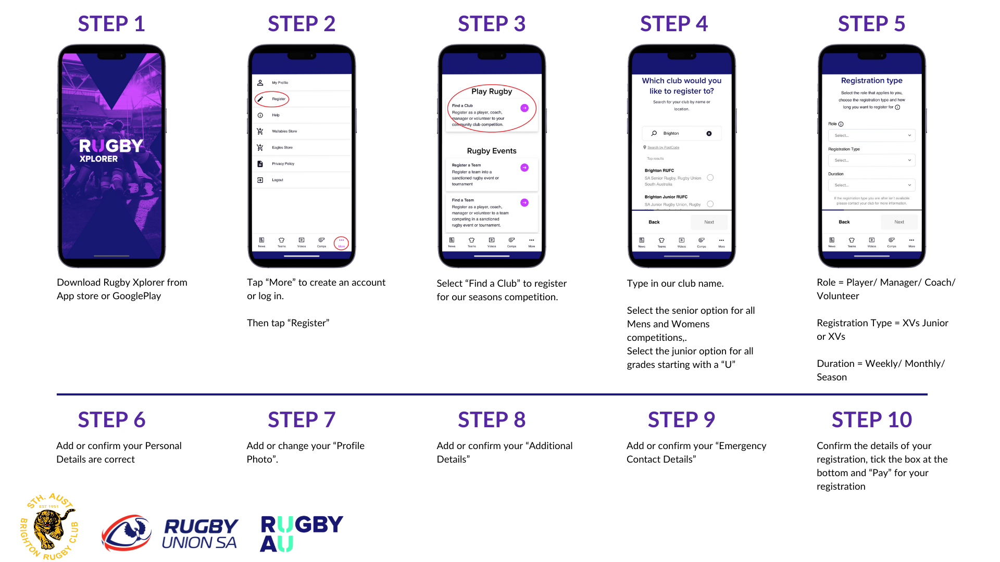 STEP 1
RUGBY
XPLORER
Download Rugby Xplorer from
App store or GooglePlay
STEP 2
My Profile
Register
Help
Wallabies Store
Eagles Store
Privacy Policy
Logout
News Teams Videos Comps More
Tap “More” to create an account
or log in.
Then tap “Register”
STEP 3
Play Rugby
Find a Club
Register as a player, coach,
manager or volunteer to your
community club competition.
Rugby Events
Register a Team
Register a team into a
sanctioned rugby event or
tournament
Find a Team
Register as a player, coach,
manager or volunteer to a team
competing in a sanctioned
rugby event or tournament.
News Teams Videos Comps More
Select “Find a Club” to register
for our seasons competition.
STEP 4
Which club would you
like to register to?
Search for your club by name or
location.
Brighton
Search by PostCode
Top results
Brighton RUFC
SA Senior Rugby, Rugby Union
South Australia
Brighton Junior RUFC
SA Junior Rugby Union, Rugby
Back Next
News Teams Videos Comps More
Type in our club name.
Select the senior option for all
Mens and Womens
competitions,.
Select the junior option for all
grades starting with a “U”
STEP 5
Registration type
Select the role that applies to you,
choose the registration type and how
long you want to register for
Role
Select...
Registration Type
Select...
Duration
Select...
If the registration type you are after isn't available
please contact your club for more information.
Back Next
News Teams Videos Comps More
Role = Player/ Manager/ Coach/
Volunteer
Registration Type = XVs Junior
or XVs
Duration = Weekly/ Monthly/
Season
STEP 6
Add or confirm your Personal
Details are correct
STEP 7
Add or change your “Profile
Photo”.
STEP 8
Add or confirm your “Additional
Details”
STEP 9
Add or confirm your “Emergency
Contact Details”
STEP 10
Confirm the details of your
registration, tick the box at the
bottom and “Pay” for your
registration
STH. AUST
EST 1951
BRIGHTON RUGBY CLUB
RUGBY
UNION SA
RUGBY
AU